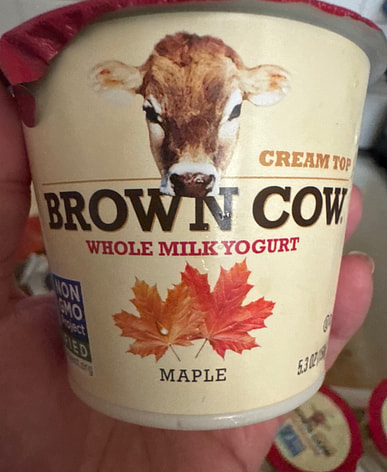 CREAM TOP
BROWN COW
WHOLE MILK YOGURT
NON
GMO
Project
MAPLE
5.3 OZ